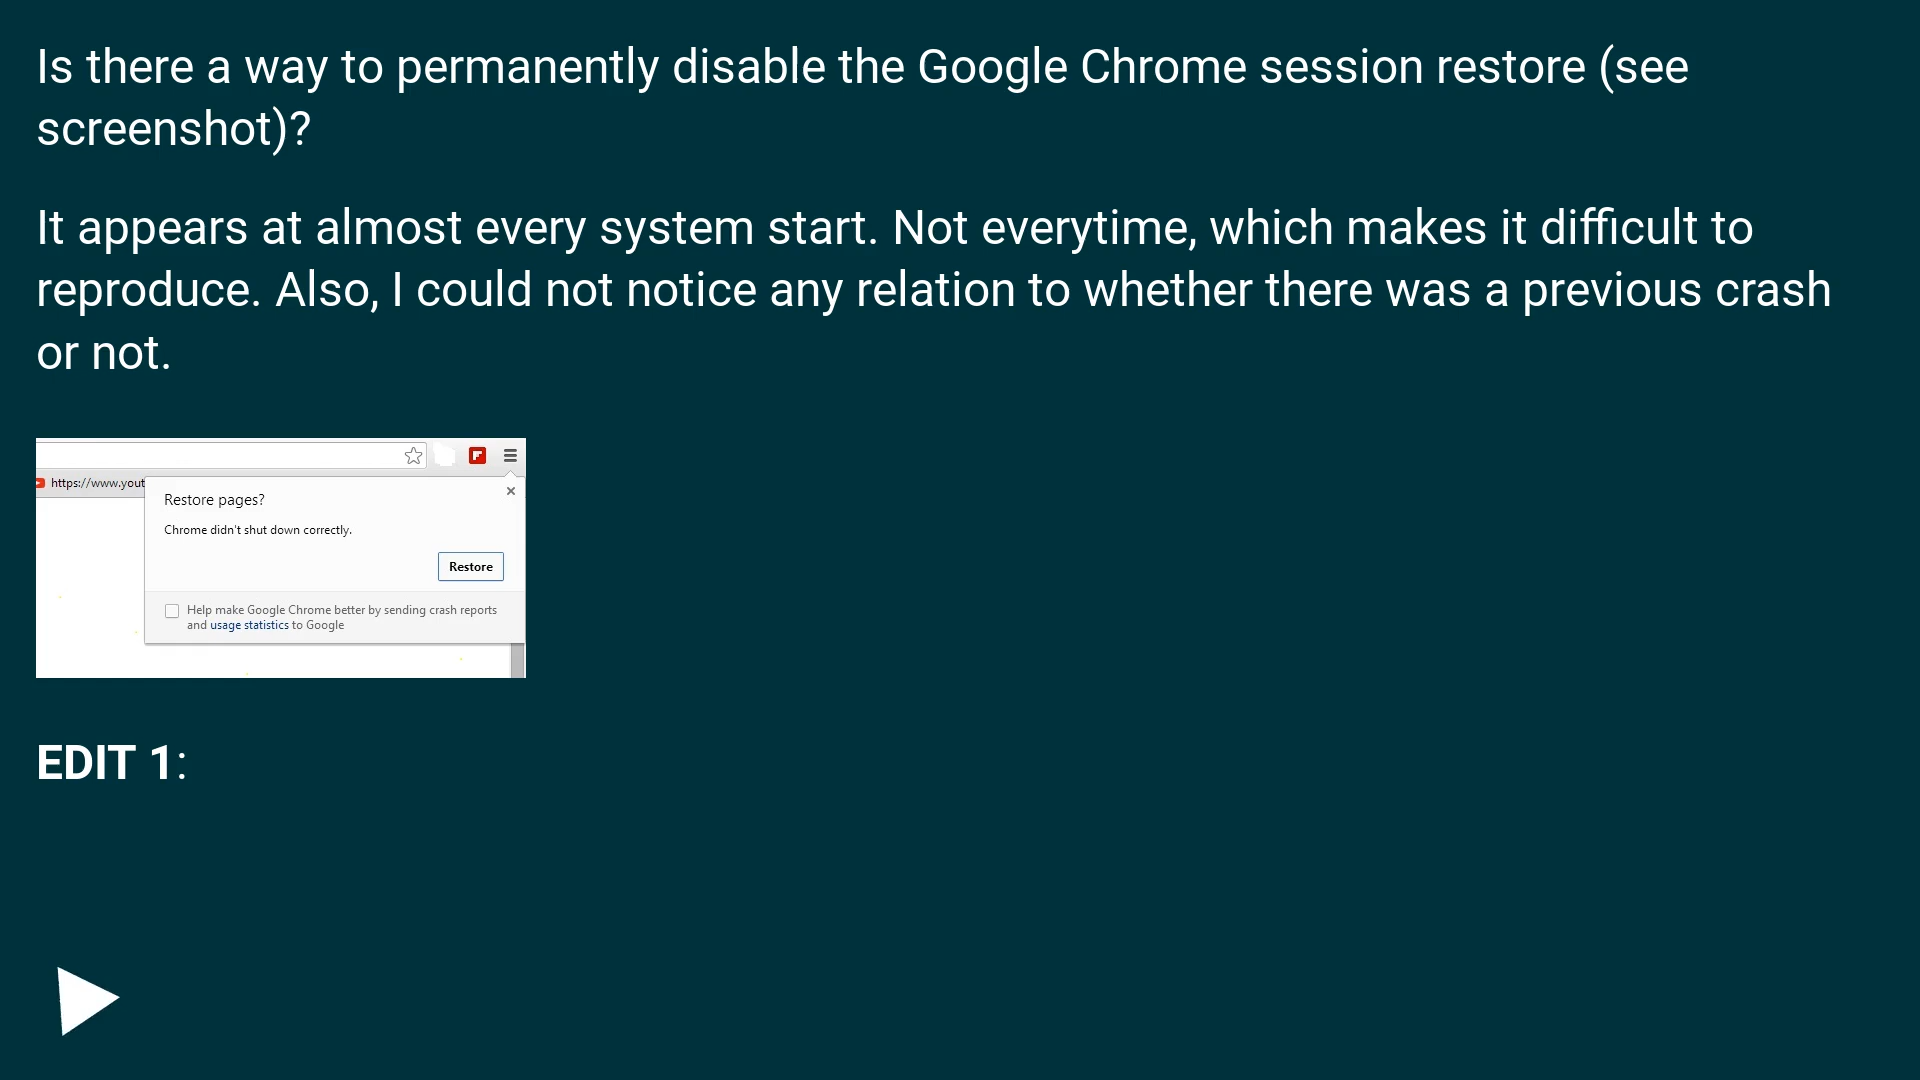 Is there a way to permanently disable the Google Chrome session restore (see
screenshot)?
It appears at almost every system start. Not everytime, which makes it difficult to
reproduce. Also, I could not notice any relation to whether there was a previous crash
or not.
https://www.yout
Restore pages?
Chrome didn't shut down correctly.
Restore
Help make Google Chrome better by sending crash reports
and usage statistics to Google
EDIT 1: